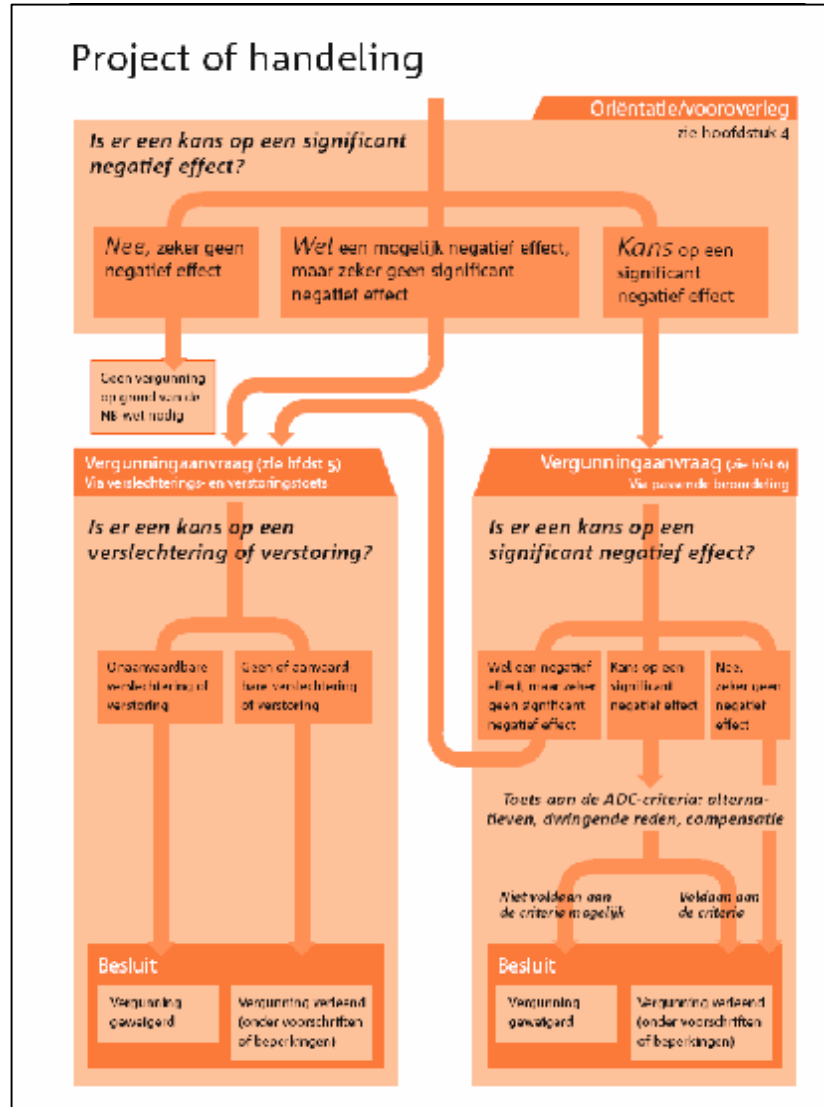 Project of handeling
Oriëntatie/vooroverleg
zie hoofdstuk 4
Is er een kans op een significant
negatief effect?
Nee, zeker geen
negatief effect
Wel een mogelijk negatief effect,
maar zeker geen significant
negatief effect
Kans op een
significant
negatief effect
Geen vergunning
op grond van de
NB wet nodig
Vergunningaanvraag (zie hfdst 5)
Via verslechterings- en verstoringstoets
Is er een kans op een
verslechtering of verstoring?
Onaanvaardbare
verslechtering of
verstoring
Geen of aanvaard
bare verslechtering
of verstoring
Besluit
Vergunning
geweigerd
Vergunning verleend
(onder voorschriften
of beperkingen)
Vergunningaanvraag (zie hfst 6)
Via passende beoordeling
Is er een kans op een
significant negatief effect?
Wel een negatief
effect, maar zeker
geen significant
negatief effect
Kans op een
significant
negatief effect
Nee,
zeker geen
negatief
effect
Toets aan de ADC-criteria: alterna-
tieven, dwingende reden, compensatie
Niet voldaan aan
de criteria mogelijk
Voldaan aan
de criteria
Besluit
Vergunning
geweigerd
Vergunning verleend
(onder voorschriften
of beperkingen)